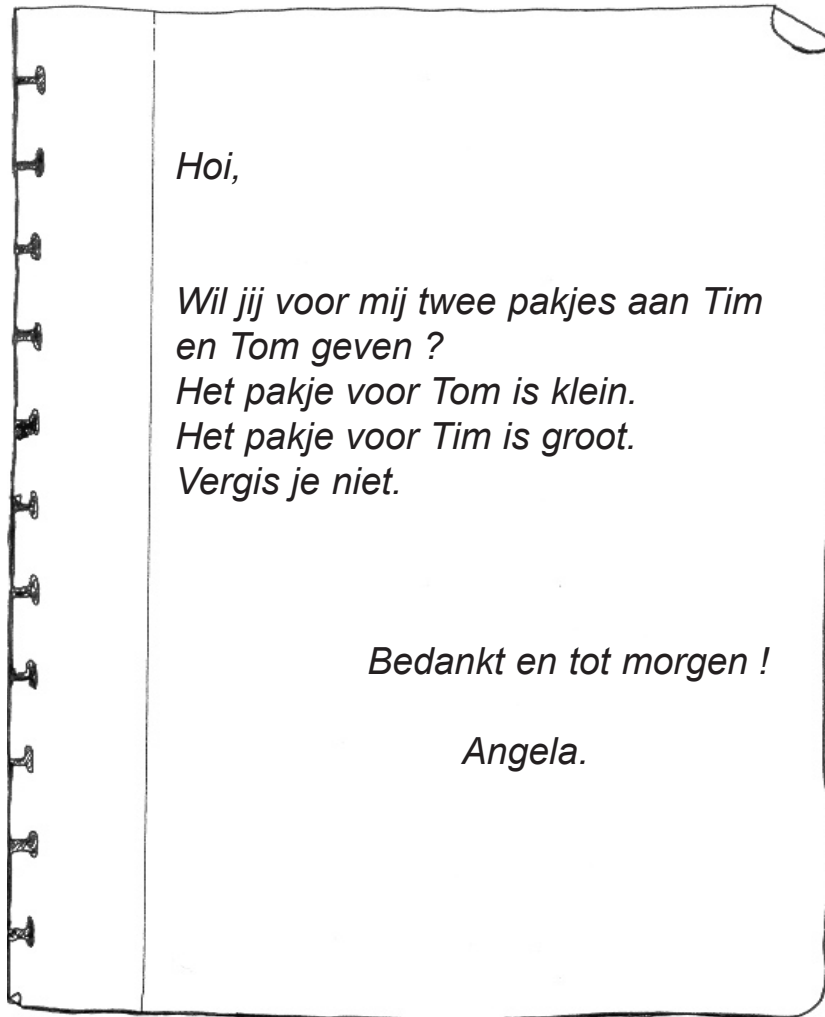 Hoi,
Wil jij voor mij twee pakjes aan Tim
en Tom geven ?
Het pakje voor Tom is klein.
Het pakje voor Tim is groot.
Vergis je niet.
Bedankt en tot morgen !
Angela.